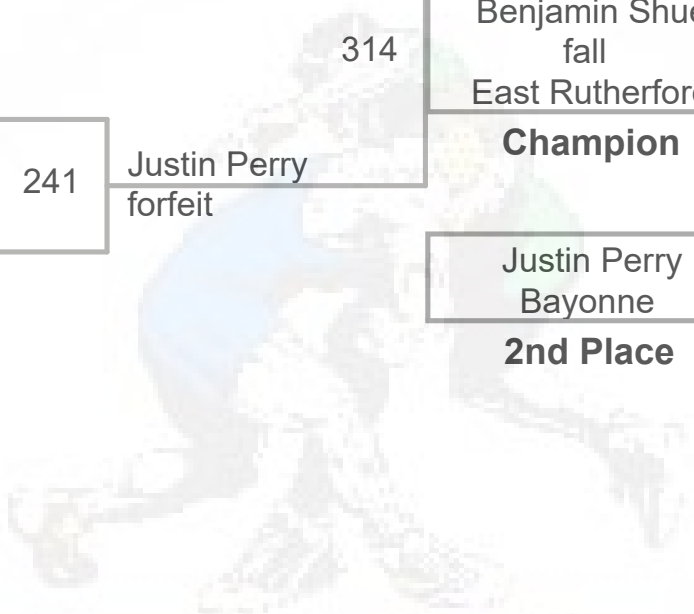 Benjamin Shue
314
fall
East Rutherford
Champion
241
Justin Perry
forfeit
Justin Perry
Bayonne
2nd Place